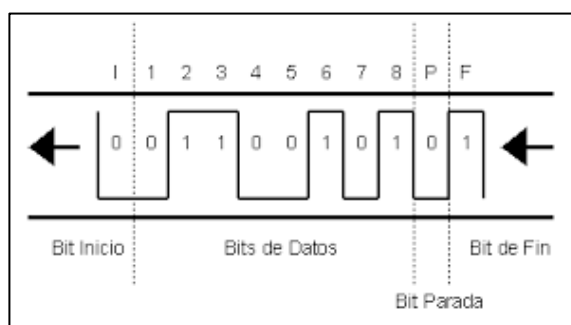 I 1 2 3 4 5 6 7 8 P F
0 0 1 1 0 0 1 0 1 0 1
Bit Inicio Bits de Datos Bit de Fin
Bit Parada